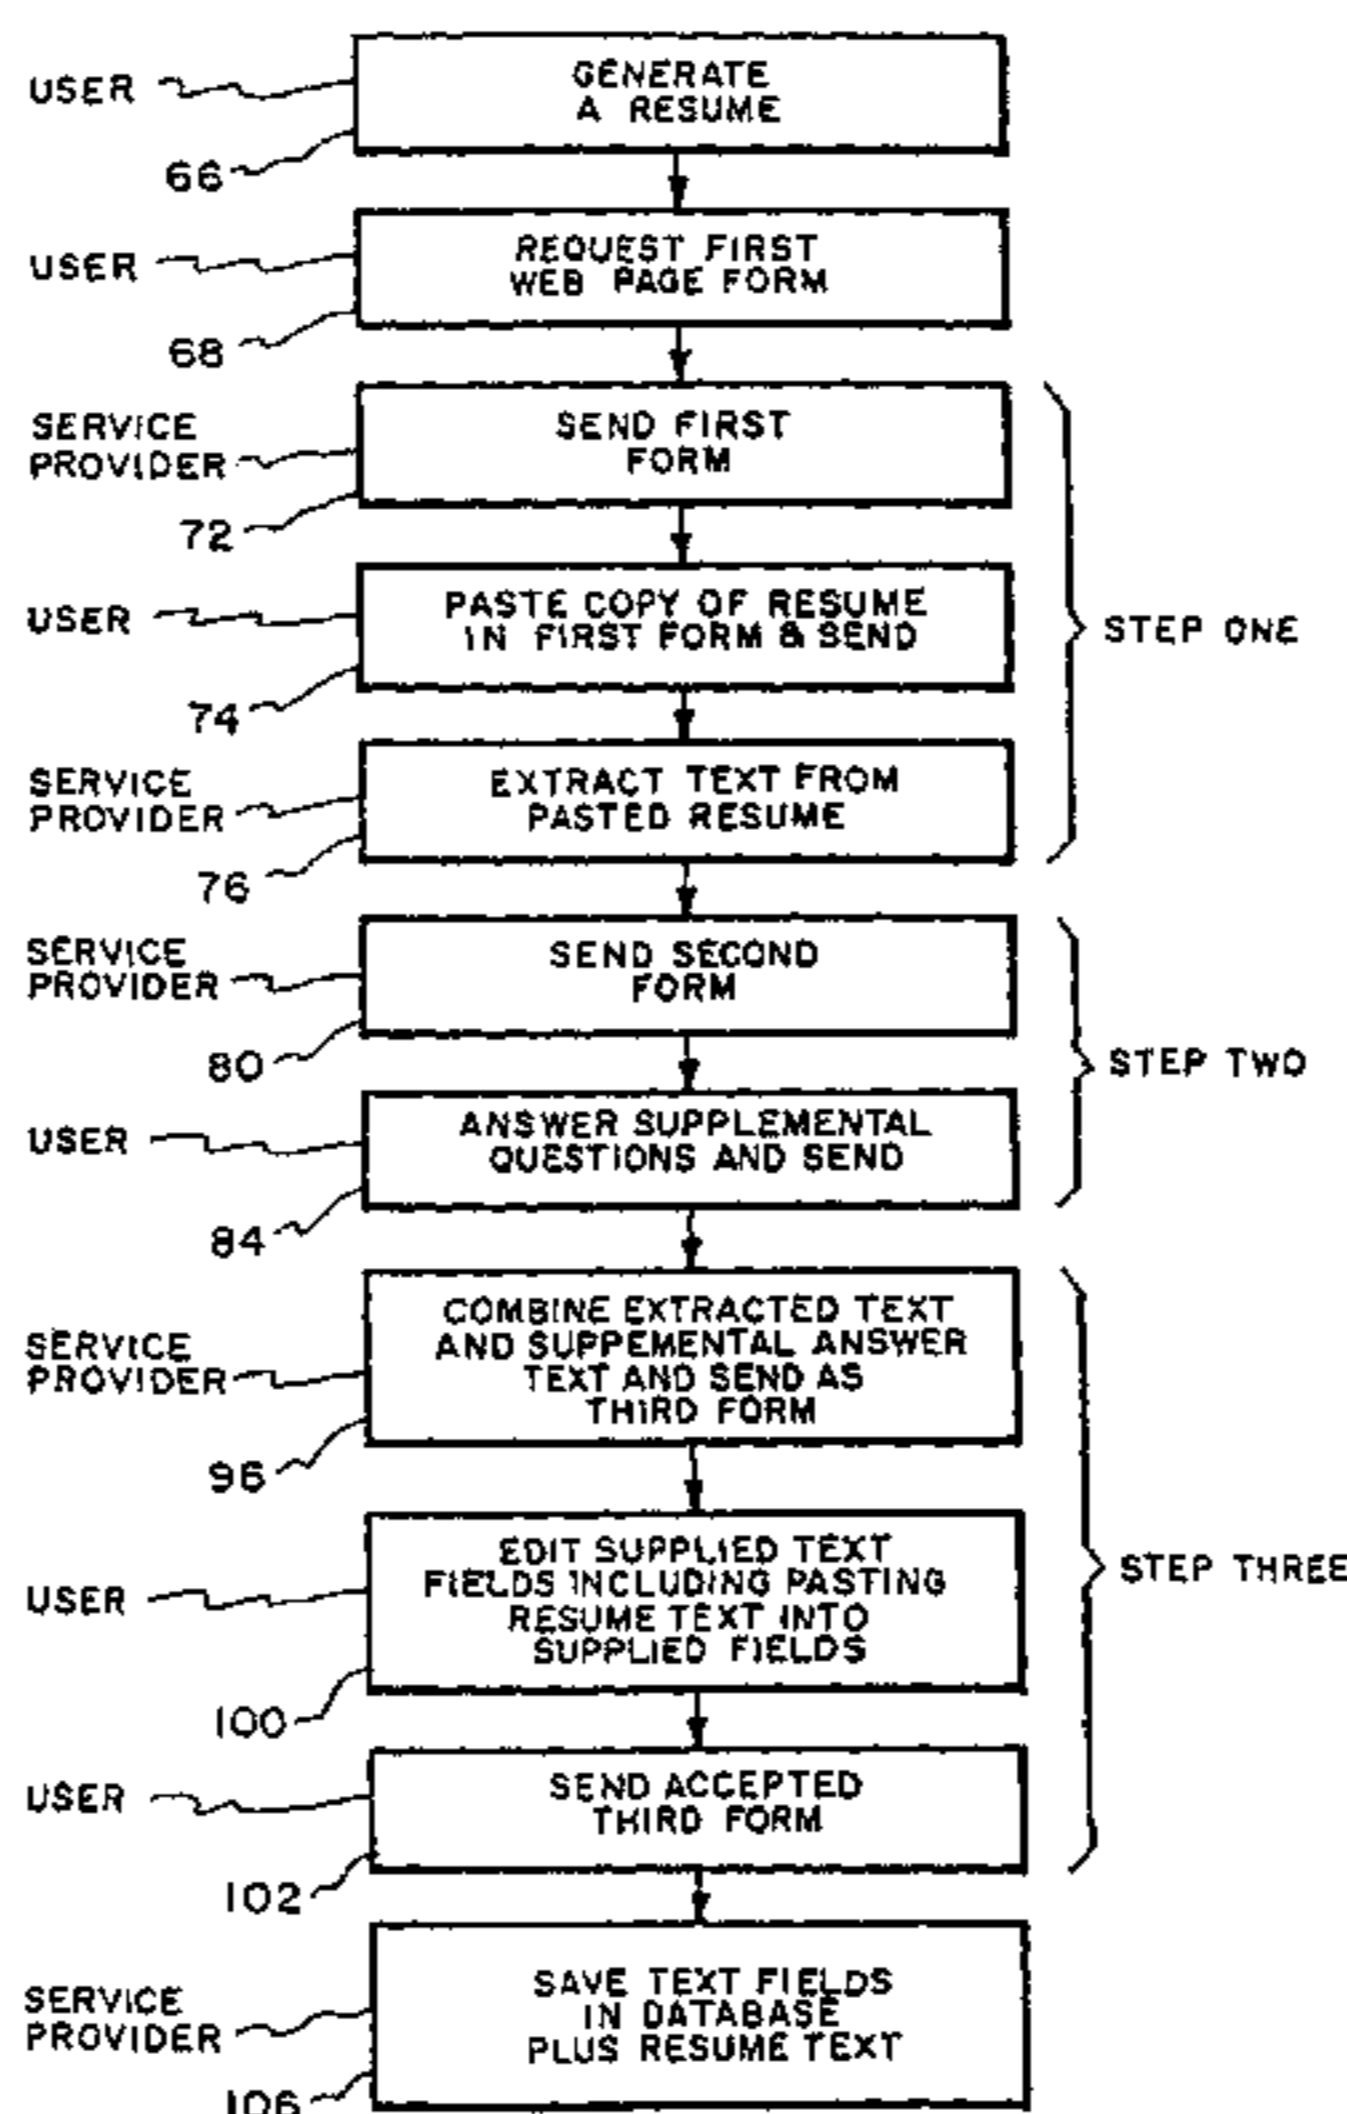 USER
GENERATE
A RESUME
66
USER
REQUEST FIRST
WEB PAGE FORM
68
SERVICE
PROVIDER
SEND FIRST
FORM
72
USER
PASTE COPY OF RESUME
IN FIRST FORM & SEND
74
STEP ONE
SERVICE
PROVIDER
EXTRACT TEXT FROM
PASTED RESUME
76
SERVICE
PROVIDER
SEND SECOND
FORM
80
STEP TWO
USER
ANSWER SUPPLEMENTAL
QUESTIONS AND SEND
84
SERVICE
PROVIDER
COMBINE EXTRACTED TEXT
AND SUPPEMENTAL ANSWER
TEXT AND SEND AS
THIRD FORM
96
USER
EDIT SUPPLIED TEXT
FIELDS INCLUDING PASTING
RESUME TEXT INTO
SUPPLIED FIELDS
100
STEP THREE
USER
SEND ACCEPTED
THIRD FORM
102
SERVICE
PROVIDER
SAVE TEXT FIELDS
IN DATABASE
PLUS RESUME TEXT
106